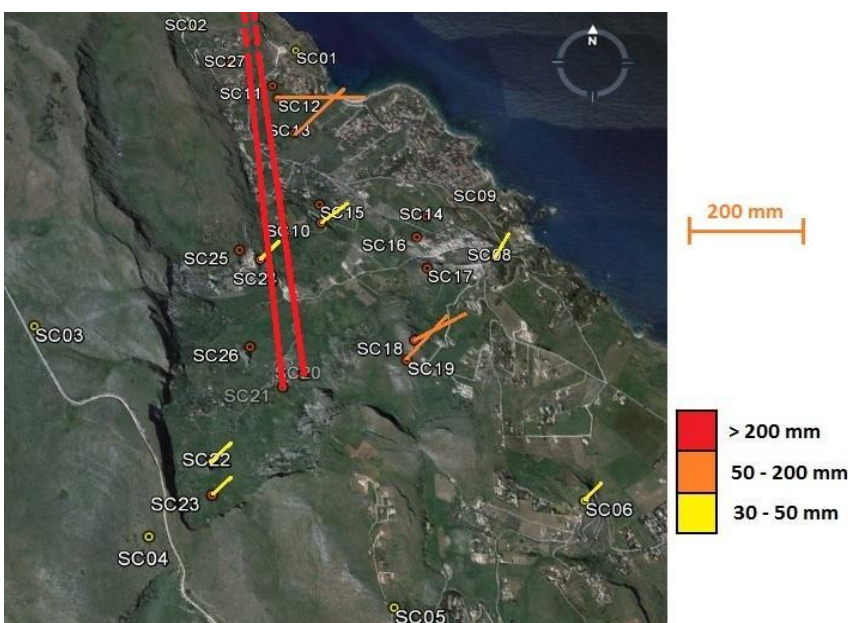 SC02
N
SC01
SC27
SC11
SC12
SC13
SC09
SC15
SC14
200 mm
SC10
SC16
SC08
SC25
SC17
SC24
SC03
SC26
SC18
SC19
SC20
SC21
> 200 mm
SC22
50 - 200 mm
SC23
SC06
30 - 50 mm
SC04
SC05